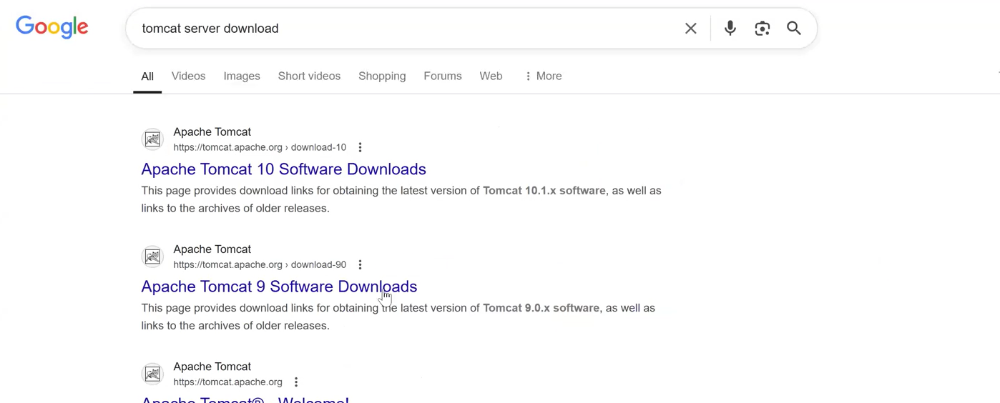 Google
tomcat server download
All Videos Images Short videos Shopping Forums Web More
Apache Tomcat
https://tomcat.apache.org › download-10
Apache Tomcat 10 Software Downloads
This page provides download links for obtaining the latest version of Tomcat 10.1.x software, as well as
links to the archives of older releases.
Apache Tomcat
https://tomcat.apache.org › download-90
Apache Tomcat 9 Software Downloads
This page provides download links for obtaining the latest version of Tomcat 9.0.x software, as well as
links to the archives of older releases.
Apache Tomcat
https://tomcat.apache.org
Apache Tomcat® - Welcome!